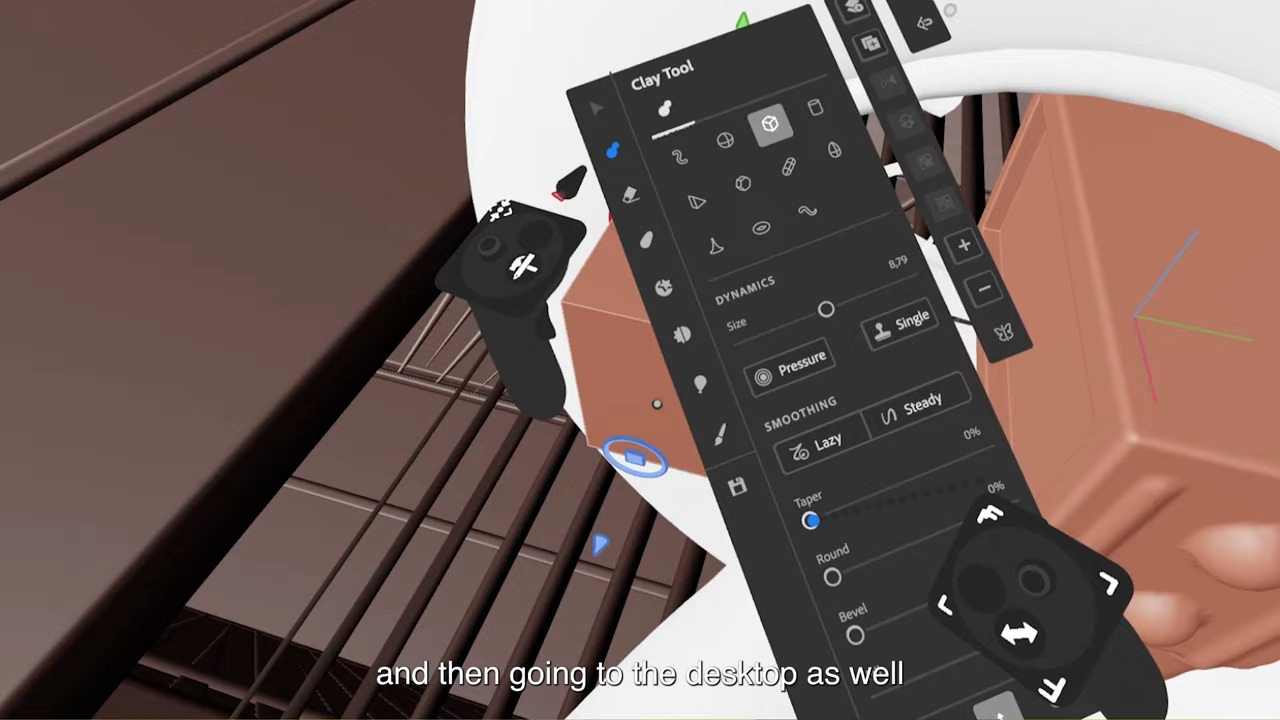 Clay Tool
DYNAMICS
8,79
Size
Pressure
Single
SMOOTHING
Lazy
Steady
0%
Taper
0%
Round
Bevel
and then going to the desktop as well